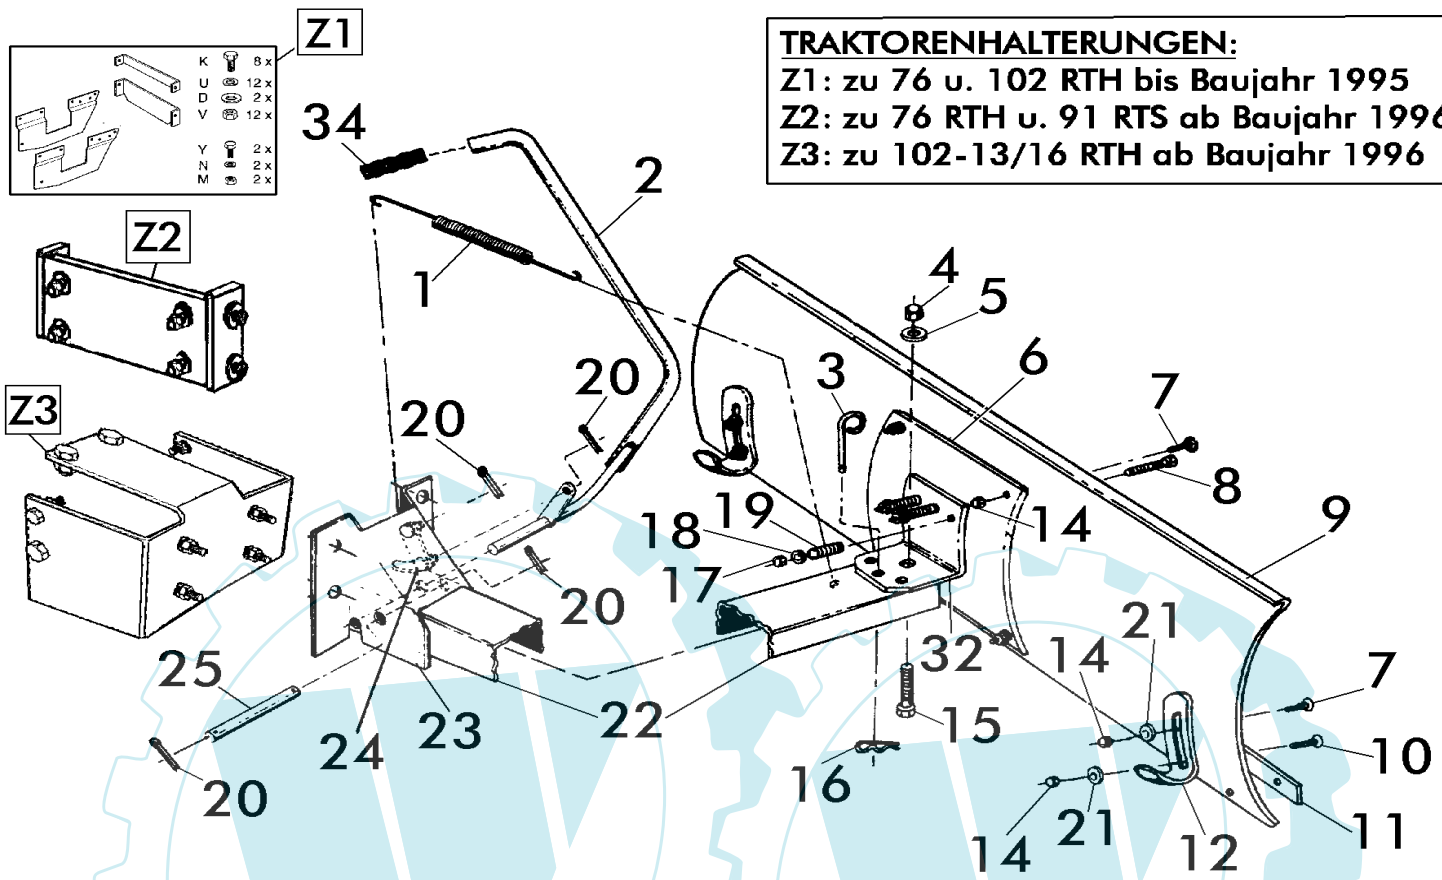 Z1
K 8 x
U 12 x
D 2 x
V 12 x
Y 2 x
N 2 x
M 2 x
TRAKTORENHALTERUNGEN:
Z1: zu 76 u. 102 RTH bis Baujahr 1995
Z2: zu 76 RTH u. 91 RTS ab Baujahr 1996
Z3: zu 102-13/16 RTH ab Baujahr 1996
34
2
Z2
1
4
5
6
3
20
7
Z3
20
8
19
14
9
18
17
20
21
32
14
7
25
23
22
24
15
10
16
20
14
21
12
11